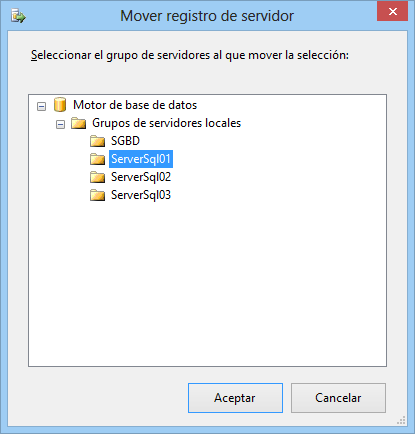 Mover registro de servidor
Seleccionar el grupo de servidores al que mover la selección:
Motor de base de datos
Grupos de servidores locales
SGBD
ServerSql01
ServerSql02
ServerSql03
Aceptar
Cancelar